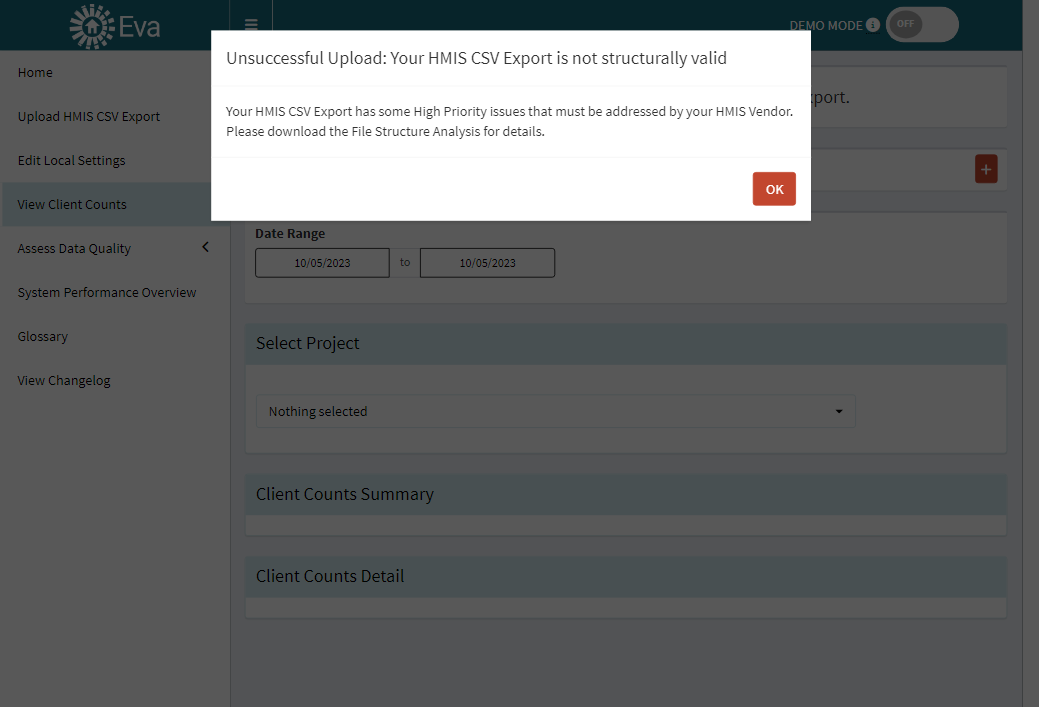 Eva
DEMO MODE i OFF
Unsuccessful Upload: Your HMIS CSV Export is not structurally valid
Your HMIS CSV Export has some High Priority issues that must be addressed by your HMIS Vendor.
Please download the File Structure Analysis for details.
OK
Home
Upload HMIS CSV Export
Edit Local Settings
View Client Counts
Assess Data Quality
System Performance Overview
Glossary
View Changelog
port.
+
Date Range
10/05/2023 to 10/05/2023
Select Project
Nothing selected
Client Counts Summary
Client Counts Detail